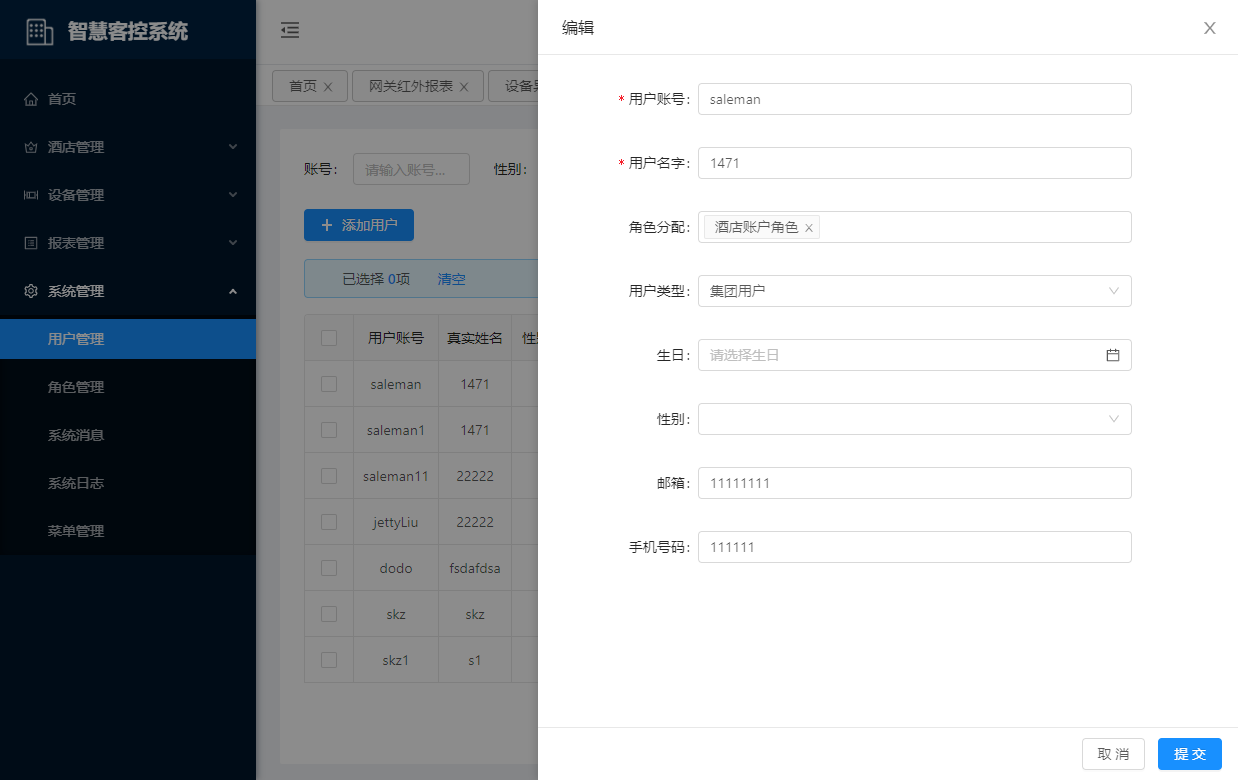 智慧客控系统
首页
酒店管理
设备管理
报表管理
系统管理
用户管理
角色管理
系统消息
系统日志
菜单管理
首页
网关红外报表
账号:
请输入账号...
性别:
添加用户
已选择 0项 清空
用户账号 真实姓名
saleman 1471
saleman1 1471
saleman11 22222
jettyLiu 22222
dodo fsdafdsa
skz skz
skz1 s1
编辑
* 用户账号: saleman
* 用户名字: 1471
角色分配: 酒店账户角色
用户类型: 集团用户
生日: 请选择生日
性别:
邮箱: 11111111
手机号码: 111111
取 消
提 交